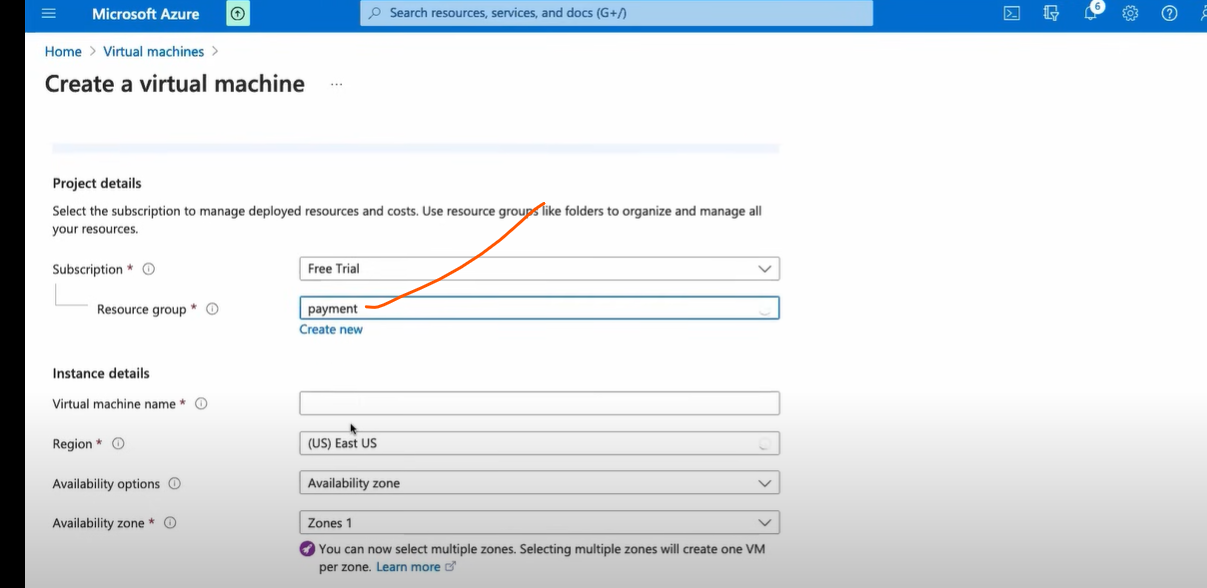 Microsoft Azure
Search resources, services, and docs (G+/)
6
Home > Virtual machines >
Create a virtual machine ...
Project details
Select the subscription to manage deployed resources and costs. Use resource groups like folders to organize and manage all
your resources.
Subscription *
Free Trial
Resource group *
payment
Create new
Instance details
Virtual machine name *
Region *
(US) East US
Availability options
Availability zone
Availability zone *
Zones 1
You can now select multiple zones. Selecting multiple zones will create one VM
per zone. Learn more